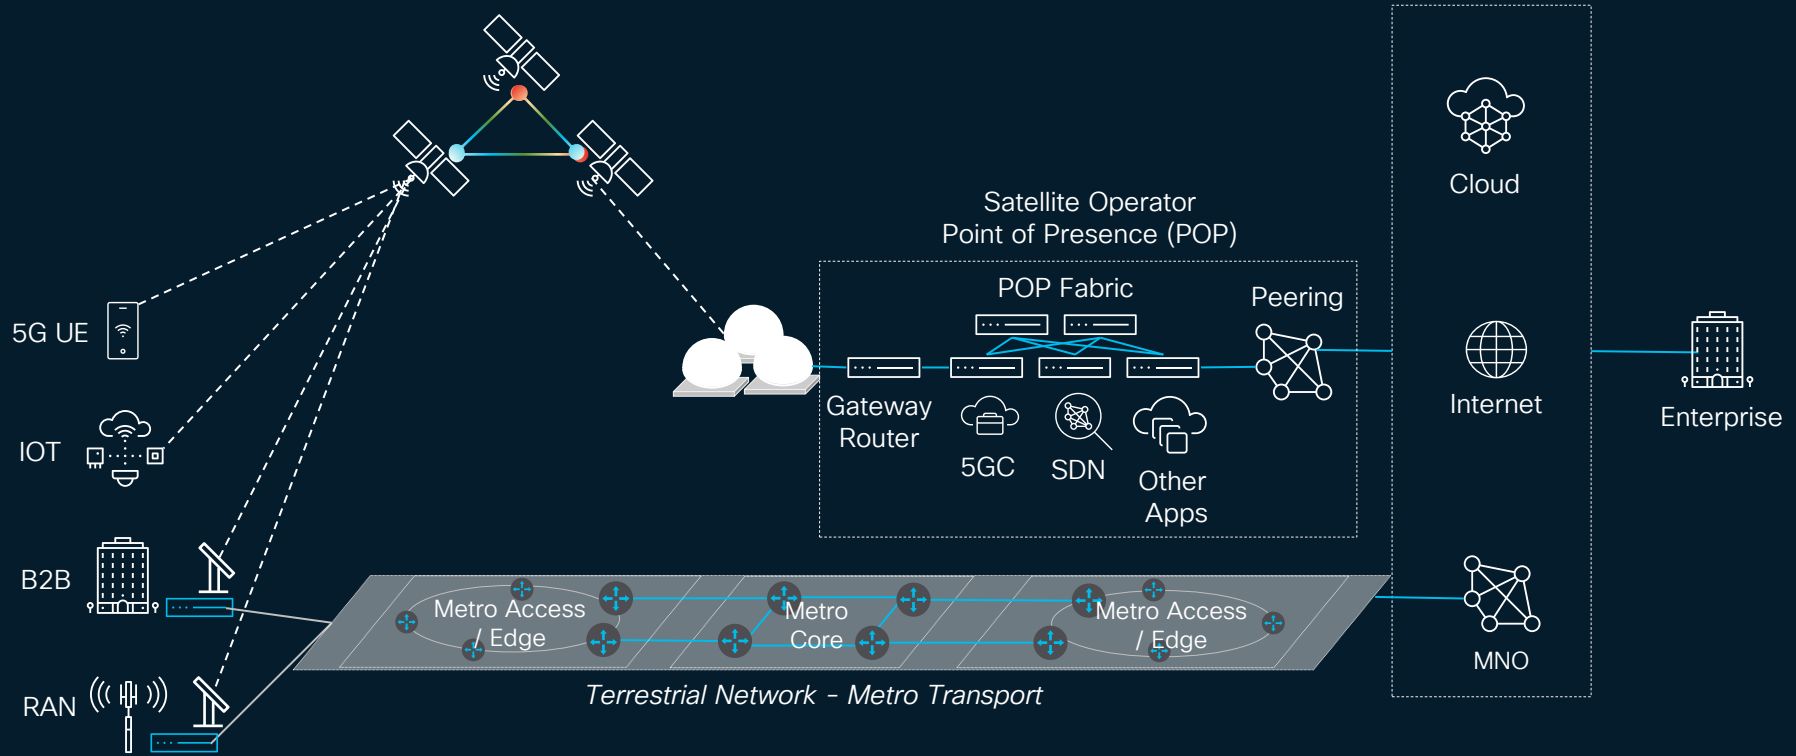 Cloud
Satellite Operator
Point of Presence (POP)
POP Fabric
Peering
5G UE
Gateway
Router
5GC
SDN
Other
Apps
Internet
Enterprise
IOT
B2B
Metro Access
/ Edge
Metro
Core
Metro Access
/ Edge
MNO
RAN
Terrestrial Network - Metro Transport